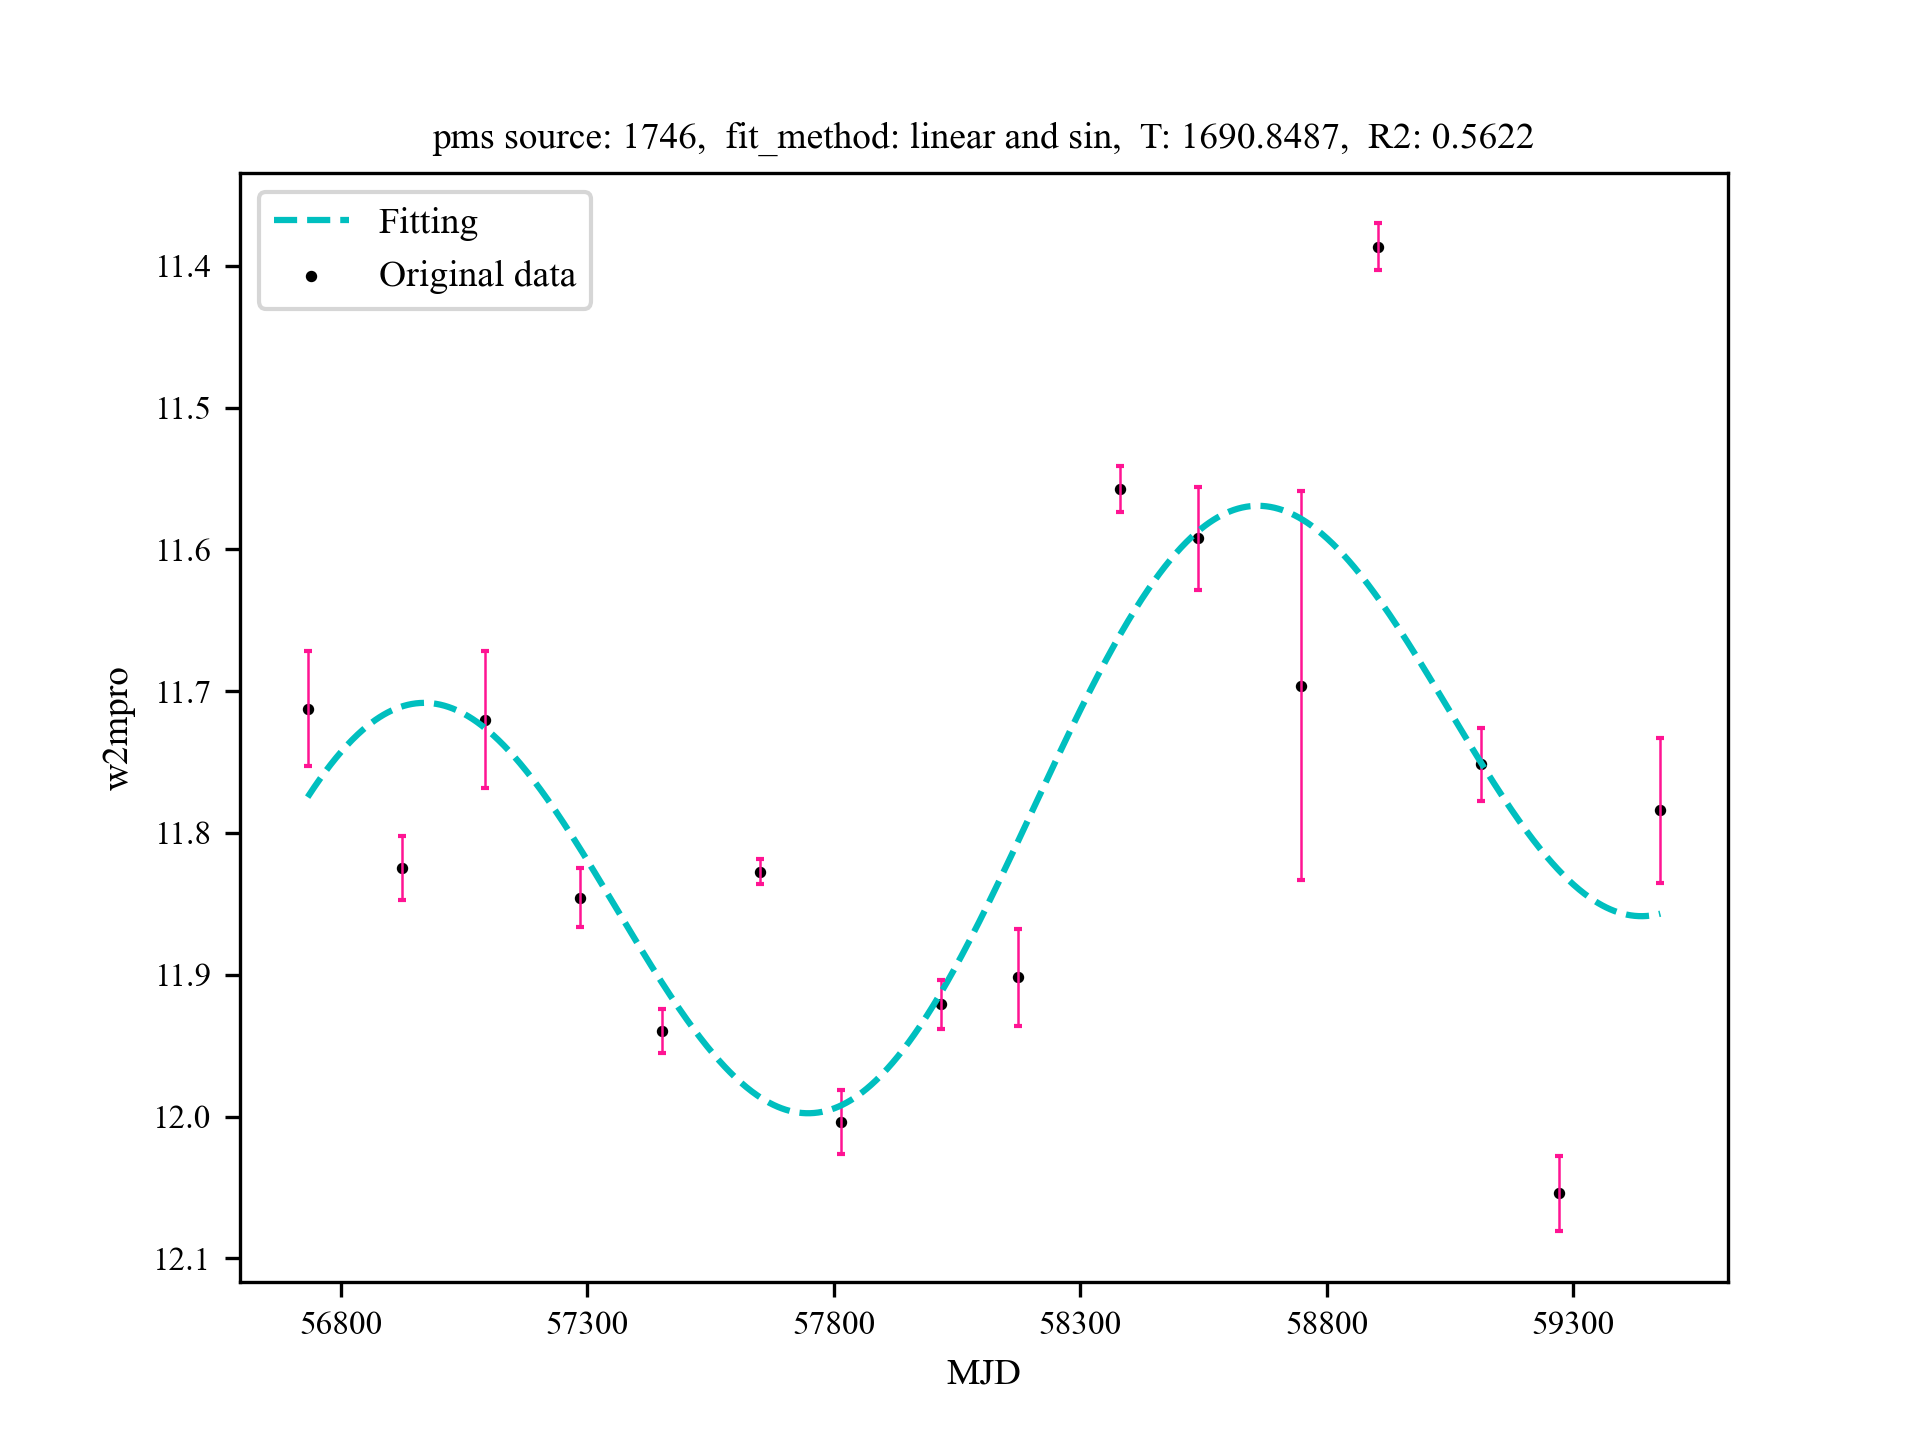 pms source: 1746,  fit_method: linear and sin,  T: 1690.8487,  R2: 0.5622
Fitting
Original data
11.4
11.5
11.6
11.7
11.8
11.9
12.0
12.1
w2mpro
56800 57300 57800 58300 58800 59300
MJD